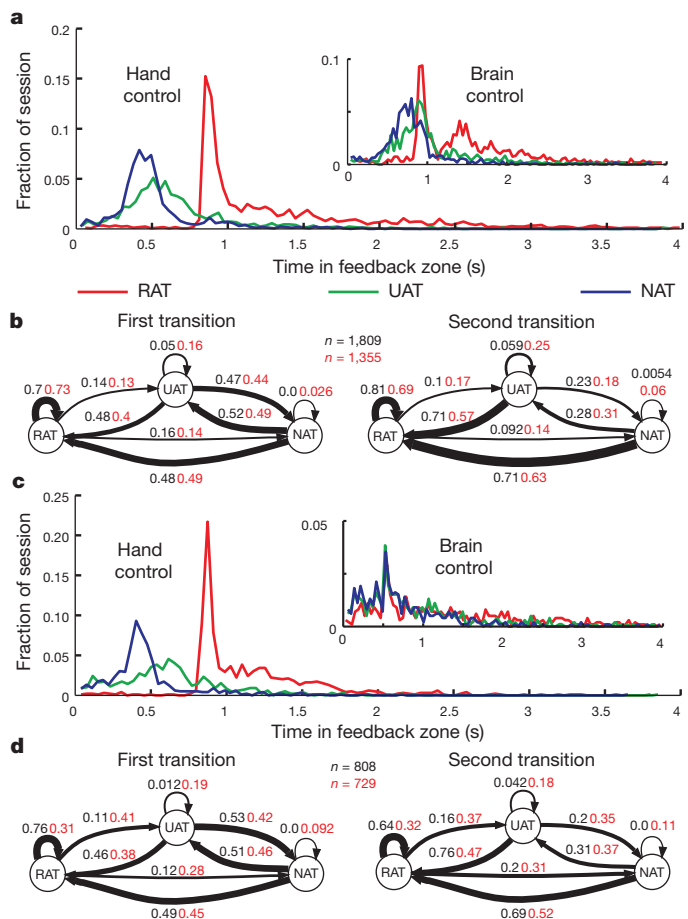 a
Hand control
Brain control
Fraction of session
0.2
0.15
0.1
0.05
0
0.1
0
0 1 2 3 4
0.5 1 1.5 2 2.5 3 3.5 4
Time in feedback zone (s)
RAT UAT NAT
b
First transition
n = 1,809
n = 1,355
Second transition
0.05 0.16
0.7 0.73
0.14 0.13
UAT
0.47 0.44
0.0 0.026
0.48 0.4
0.52 0.49
RAT
0.16 0.14
NAT
0.48 0.49
0.059 0.25
0.0054
0.06
0.81 0.69
0.1 0.17
UAT
0.23 0.18
0.71 0.57
0.28 0.31
RAT
0.092 0.14
NAT
0.71 0.63
c
Hand control
Brain control
Fraction of session
0.25
0.20
0.15
0.10
0.05
0
0.05
0
0 1 2 3 4
0 0.5 1 1.5 2 2.5 3 3.5 4
Time in feedback zone (s)
d
First transition
n = 808
n = 729
Second transition
0.012 0.19
0.76 0.31
0.11 0.41
UAT
0.53 0.42
0.0 0.092
0.46 0.38
0.51 0.46
RAT
0.12 0.28
NAT
0.49 0.45
0.042 0.18
0.64 0.32
0.16 0.37
UAT
0.2 0.35
0.0 0.11
0.76 0.47
0.31 0.37
RAT
0.2 0.31
NAT
0.69 0.52